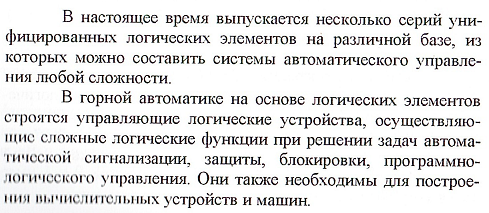 В настоящее время выпускается несколько серий уни-
фицированных логических элементов на различной базе, из
которых можно составить системы автоматического управле-
ния любой сложности.
В горной автоматике на основе логических элементов
строятся управляющие логические устройства, осуществляю-
щие сложные логические функции при решении задач автома-
тической сигнализации, защиты, блокировки, программно-
логического управления. Они также необходимы для построе-
ния вычислительных устройств и машин.